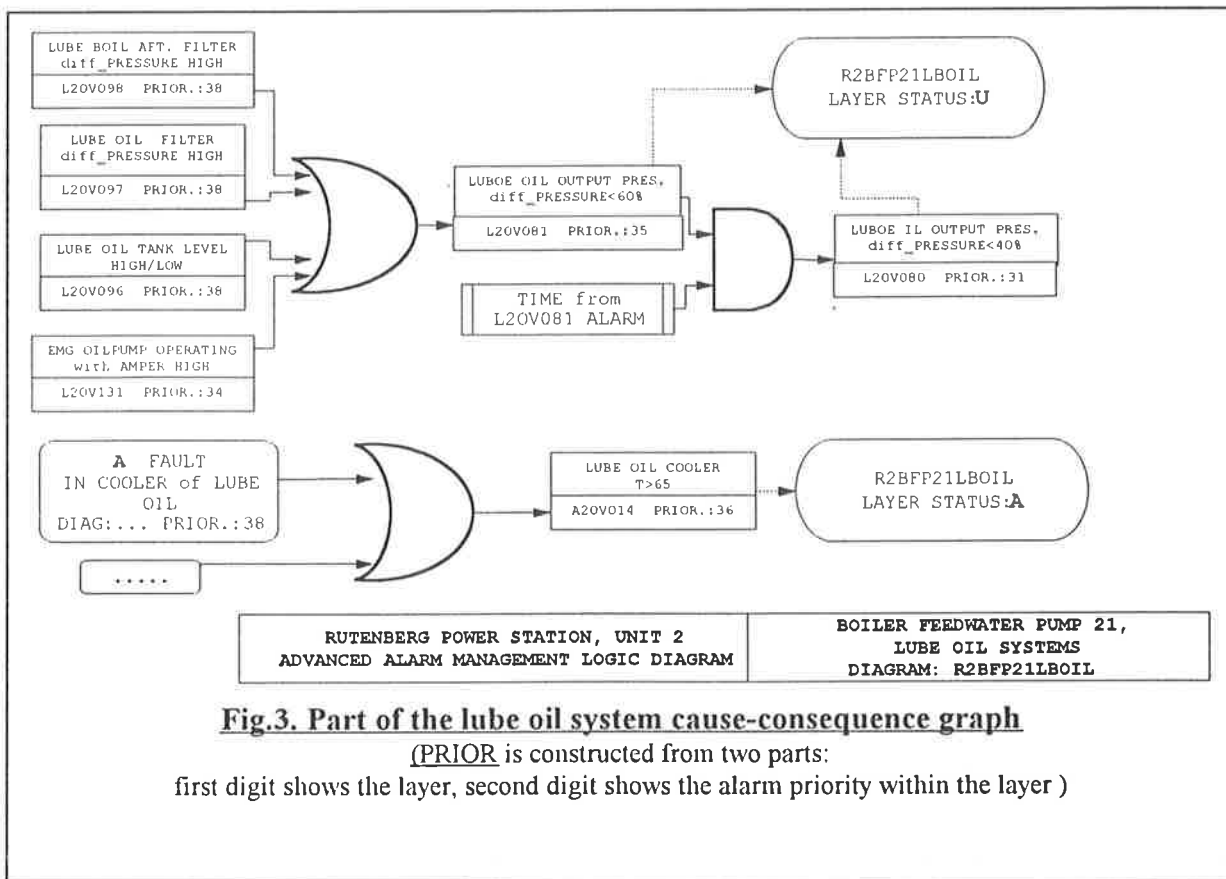 LUBE BOIL AFT. FILTER
diff_PRESSURE HIGH
L20V098 PRIOR.:38
LUBE OIL FILTER
diff_PRESSURE HIGH
L20V097 PRIOR.:38
LUBE OIL TANK LEVEL
HIGH/LOW
L20V096 PRIOR.:38
EMG OILPUMP OPERATING
with AMPER HIGH
L20V131 PRIOR.:34
LUBOE OIL OUTPUT PRES,
diff_PRESSURE<60%
L20V081 PRIOR.:35
TIME from
L20V081 ALARM
R2BFP21LBOIL
LAYER STATUS:U
LUBOE IL OUTPUT PRES,
diff_PRESSURE<40%
L20V080 PRIOR.:31
A FAULT
IN COOLER of LUBE
OIL
DIAG:... PRIOR.:38
.....
LUBE OIL COOLER
T>65
A20V014 PRIOR.:36
R2BFP21LBOIL
LAYER STATUS:A
RUTENBERG POWER STATION, UNIT 2
ADVANCED ALARM MANAGEMENT LOGIC DIAGRAM
BOILER FEEDWATER PUMP 21,
LUBE OIL SYSTEMS
DIAGRAM: R2BFP21LBOIL
Fig.3. Part of the lube oil system cause-consequence graph
(PRIOR is constructed from two parts:
first digit shows the layer, second digit shows the alarm priority within the layer )